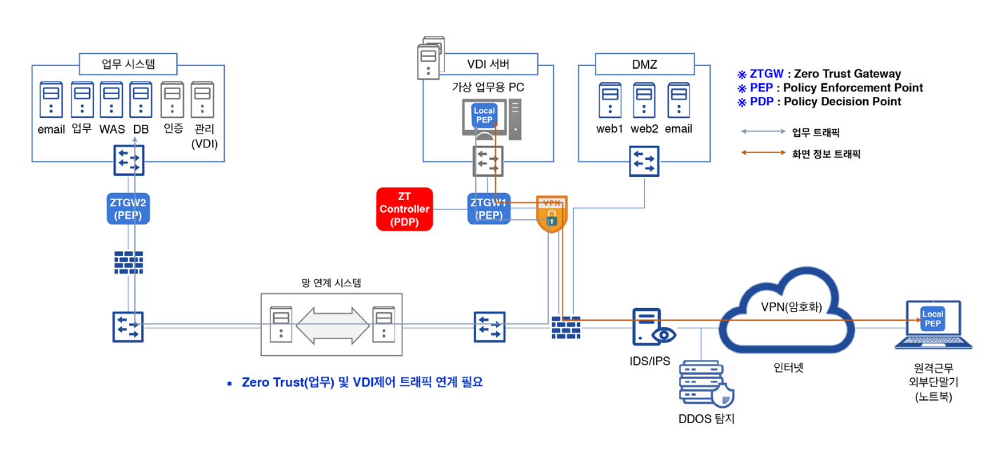 업무 시스템
email 업무 WAS DB 인증 관리
(VDI)
VDI 서버
가상 업무용 PC
Local
PEP
DMZ
web1 web2 email
※ ZTGW : Zero Trust Gateway
※ PEP : Policy Enforcement Point
※ PDP : Policy Decision Point
업무 트래픽
화면 정보 트래픽
ZTGW2
(PEP)
ZT
Controller
(PDP)
ZTGW1
(PEP)
VPN
망 연계 시스템
VPN(암호화)
Local
PEP
IDS/IPS
인터넷
원격근무
외부단말기
(노트북)
▪ Zero Trust(업무) 및 VDI제어 트래픽 연계 필요
DDOS 탐지